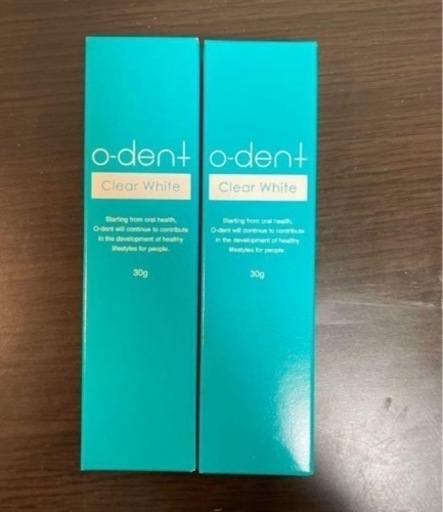 o-dent
Clear White
Starting from oral health,
O-dent will continue to contribute
in the development of healthy
lifestyles for people.
30g
o-dent
Clear White
Starting from oral health,
O-dent will continue to contribute
in the development of healthy
lifestyles for people.
30g